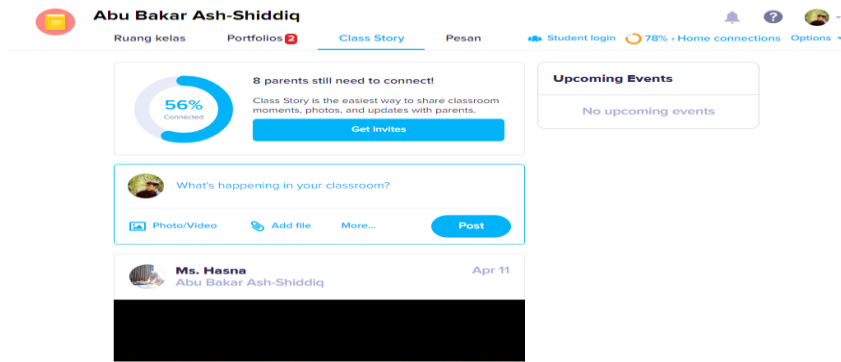 Abu Bakar Ash-Shiddiq
Ruang kelas Portfolios 2 Class Story Pesan Student login 78% › Home connections Options
56%
Connected
8 parents still need to connect!
Class Story is the easiest way to share classroom
moments, photos, and updates with parents.
Get invites
Upcoming Events
No upcoming events
What's happening in your classroom?
Photo/Video Add file More... Post
Ms. Hasna Apr 11
Abu Bakar Ash-Shiddiq